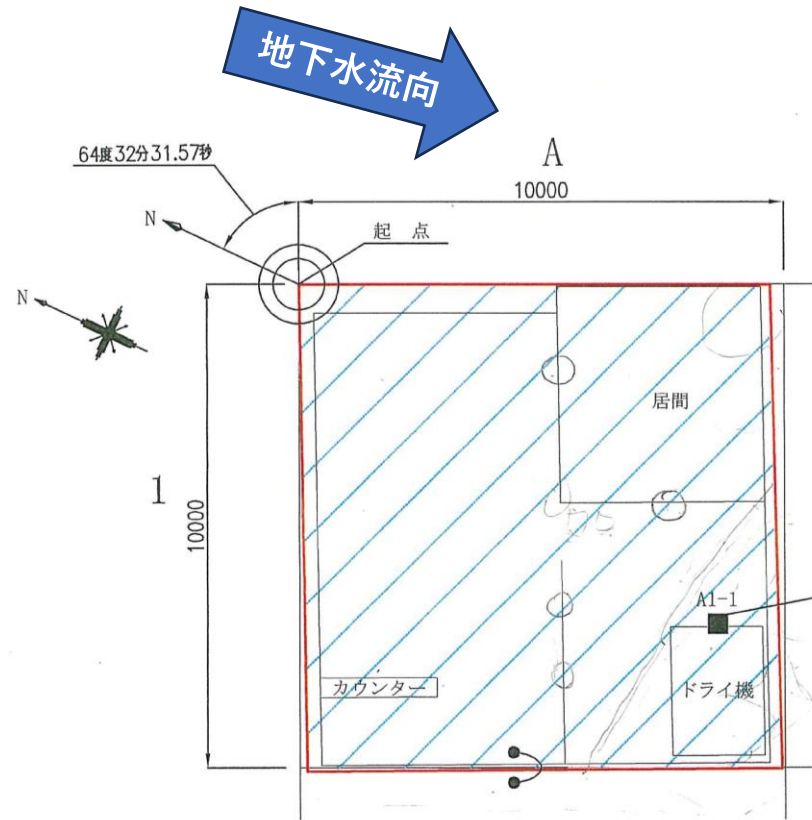 地下水流向
A
64度32分31.57秒
10000
N
起 点
N
居間
1
10000
A1-1
カウンター
ドライ機